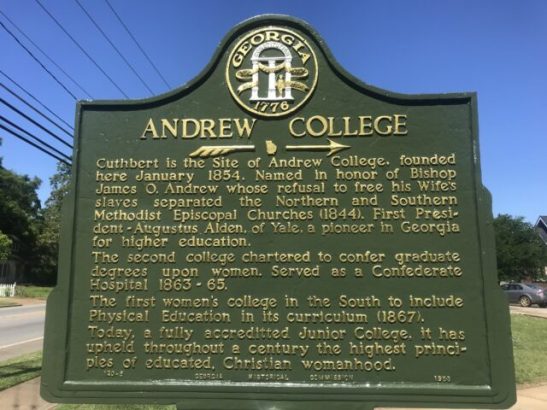 GEORGIA
1776
ANDREW COLLEGE
Cuthbert is the Site of Andrew College, founded
here January 1854. Named in honor of Bishop
James O. Andrew whose refusal to free his Wife's
slaves separated the Northern and Southern
Methodist Episcopal Churches (1844). First Presi-
dent-Augustus Alden, of Yale, a pioneer in Georgia
for higher education.
The second college chartered to confer graduate
degrees upon women. Served as a Confederate
Hospital 1863-65.
The first women's college in the South to include
Physical Education in its curriculum (1867).
Today, a fully accreditted Junior College, it has
upheld throughout a century the highest princi-
ples of educated, Christian womanhood.
GEORGIA HISTORICAL COMMISSION